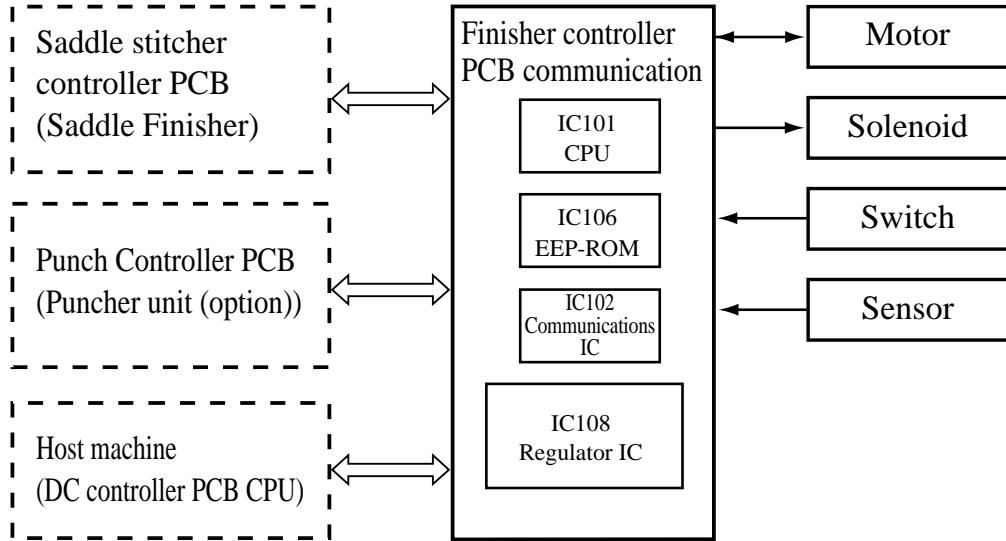 Saddle stitcher
controller PCB
(Saddle Finisher)
Punch Controller PCB
(Puncher unit (option))
Host machine
(DC controller PCB CPU)
Finisher controller
PCB communication
IC101
CPU
IC106
EEP-ROM
IC102
Communications
IC
IC108
Regulator IC
Motor
Solenoid
Switch
Sensor